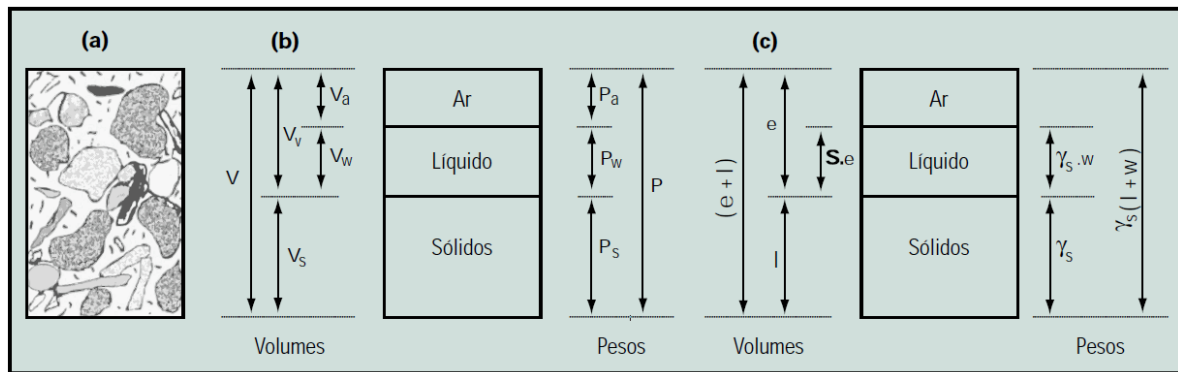 (a)
(b)
(c)
V
Vv
Va
Vw
Vs
Ar
Líquido
Sólidos
Pa
Pw
Ps
P
(e + l)
e
S.e
l
Ar
Líquido
Sólidos
γs.w
γs
γs(l + w)
Volumes
Pesos
Volumes
Pesos